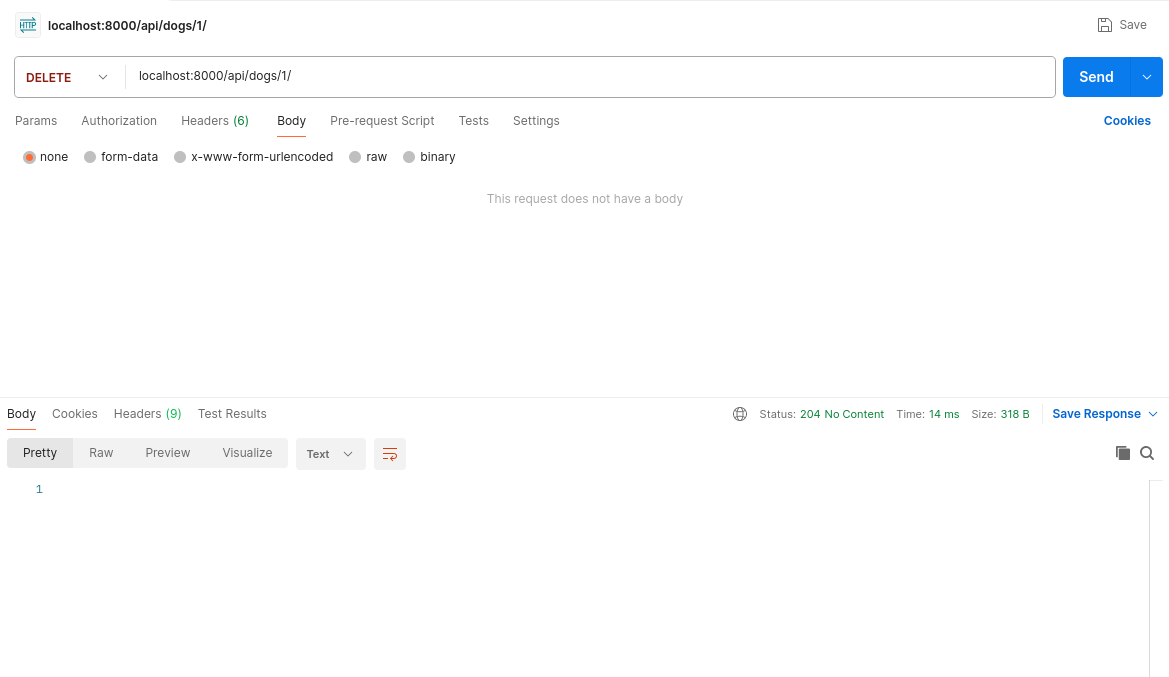 HTTP localhost:8000/api/dogs/1/ Save
DELETE localhost:8000/api/dogs/1/ Send
Params Authorization Headers (6) Body Pre-request Script Tests Settings Cookies
none form-data x-www-form-urlencoded raw binary
This request does not have a body
Body Cookies Headers (9) Test Results Status: 204 No Content Time: 14 ms Size: 318 B Save Response
Pretty Raw Preview Visualize Text
1